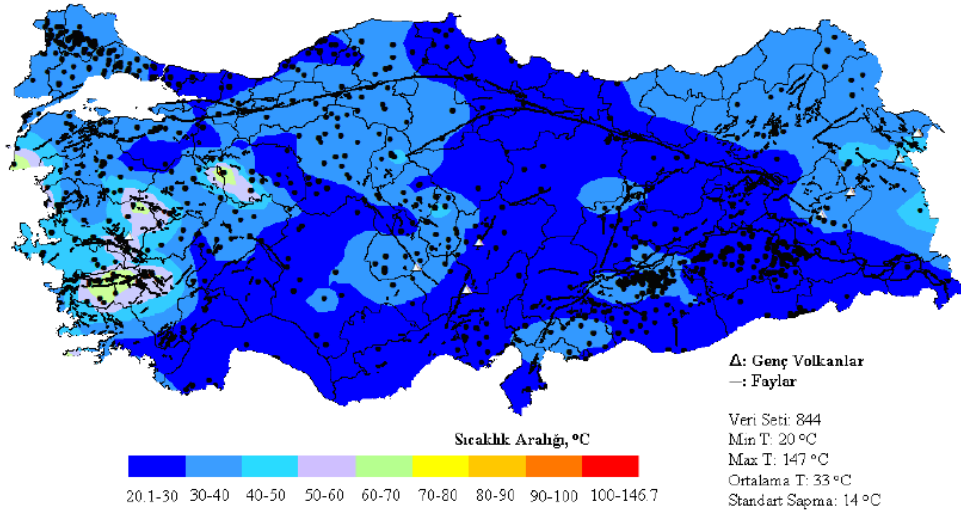 Δ: Genç Volkanlar
—: Faylar
Veri Seti: 844
Min T: 20 °C
Max T: 147 °C
Ortalama T: 33 °C
Standart Sapma: 14 °C
Sıcaklık Aralığı, °C
20.1-30 30-40 40-50 50-60 60-70 70-80 80-90 90-100 100-146.7